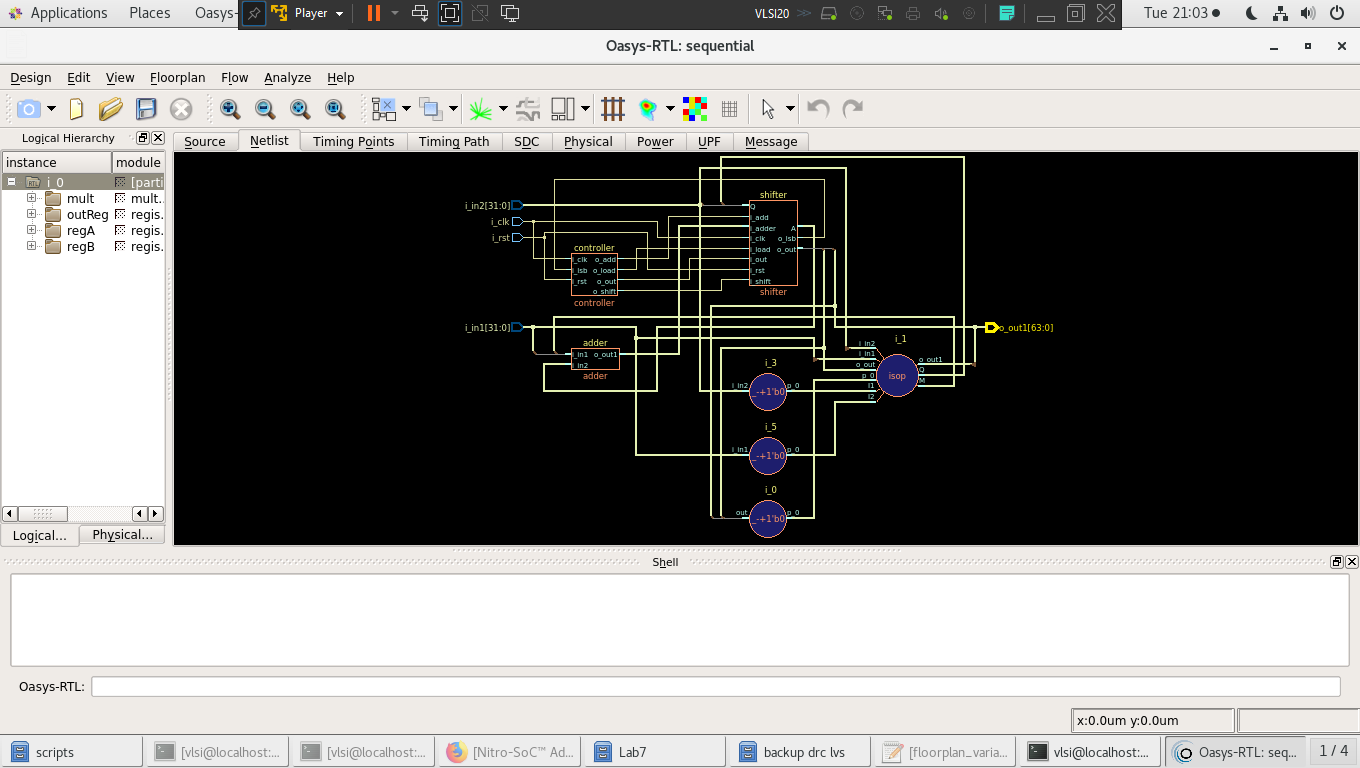 Applications Places Oasys- Player VLSI20 Tue 21:03
Oasys-RTL: sequential
Design Edit View Floorplan Flow Analyze Help
Logical Hierarchy
Source Netlist Timing Points Timing Path SDC Physical Power UPF Message
instance module
i_0 [parti
mult mult..
outReg regis.
regA regis.
regB regis.
Logical... Physical...
shifter
i_in2[31:0]
i_clk
i_rst
Q
i_add
i_adder A
i_clk o_lsb
i_load o_out
i_out
i_rst
i_shift
shifter
controller
i_clk o_add
i_lsb o_load
i_rst o_out
o_shift
controller
i_in1[31:0]
o_out1[63:0]
adder
i_in1 o_out1
i_in2
adder
i_1
i_in2
i_in1
o_out
p_0
I1
I2
isop
o_out1
Q
M
i_3
i_in2 _-+1'b0 p_0
i_5
i_in1 _-+1'b0 p_0
i_0
out _-+1'b0 p_0
Shell
Oasys-RTL:
x:0.0um y:0.0um
scripts [vlsi@localhost:... [vlsi@localhost:... [Nitro-SoC™ Ad... Lab7 backup drc lvs [floorplan_varia... vlsi@localhost:... Oasys-RTL: seq... 1 / 4